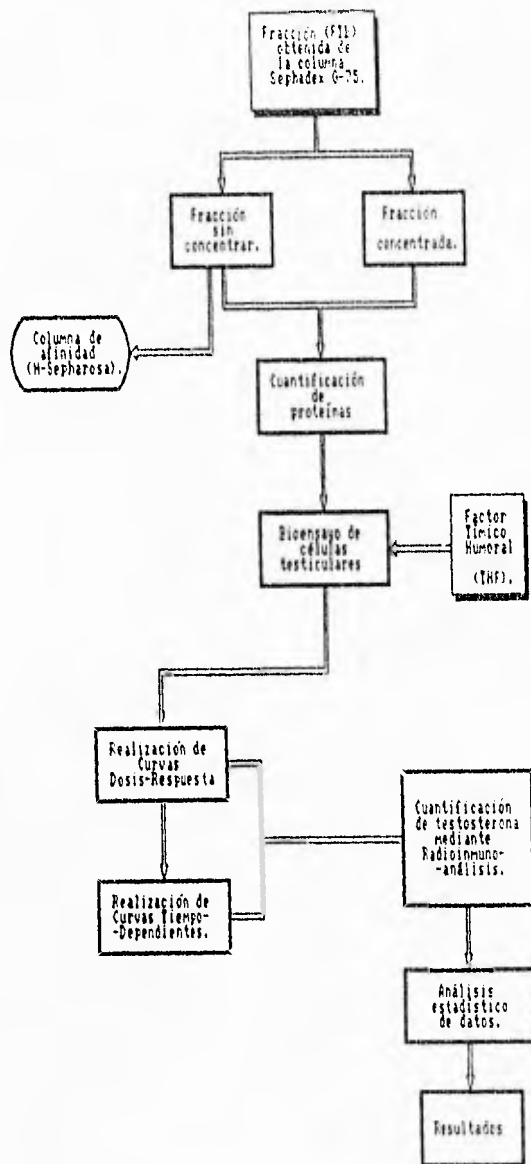 Fracción (FIL)
obtenida de
la columna
Sephadex G-75.
Fracción
sin
concentrar.
Fracción
concentrada.
Columna de
afinidad
(H-Sepharosa).
Cuantificación
de
proteínas
Bioensayo de
células
testiculares
Factor
Tímico
Humoral
(THF).
Realización de
Curvas
Dosis-Respuesta
Realización de
Curvas Tiempo-
-Dependientes.
Cuantificación
de testosterona
mediante
Radioinmuno-
-análisis.
Análisis
estadístico
de datos.
Resultados